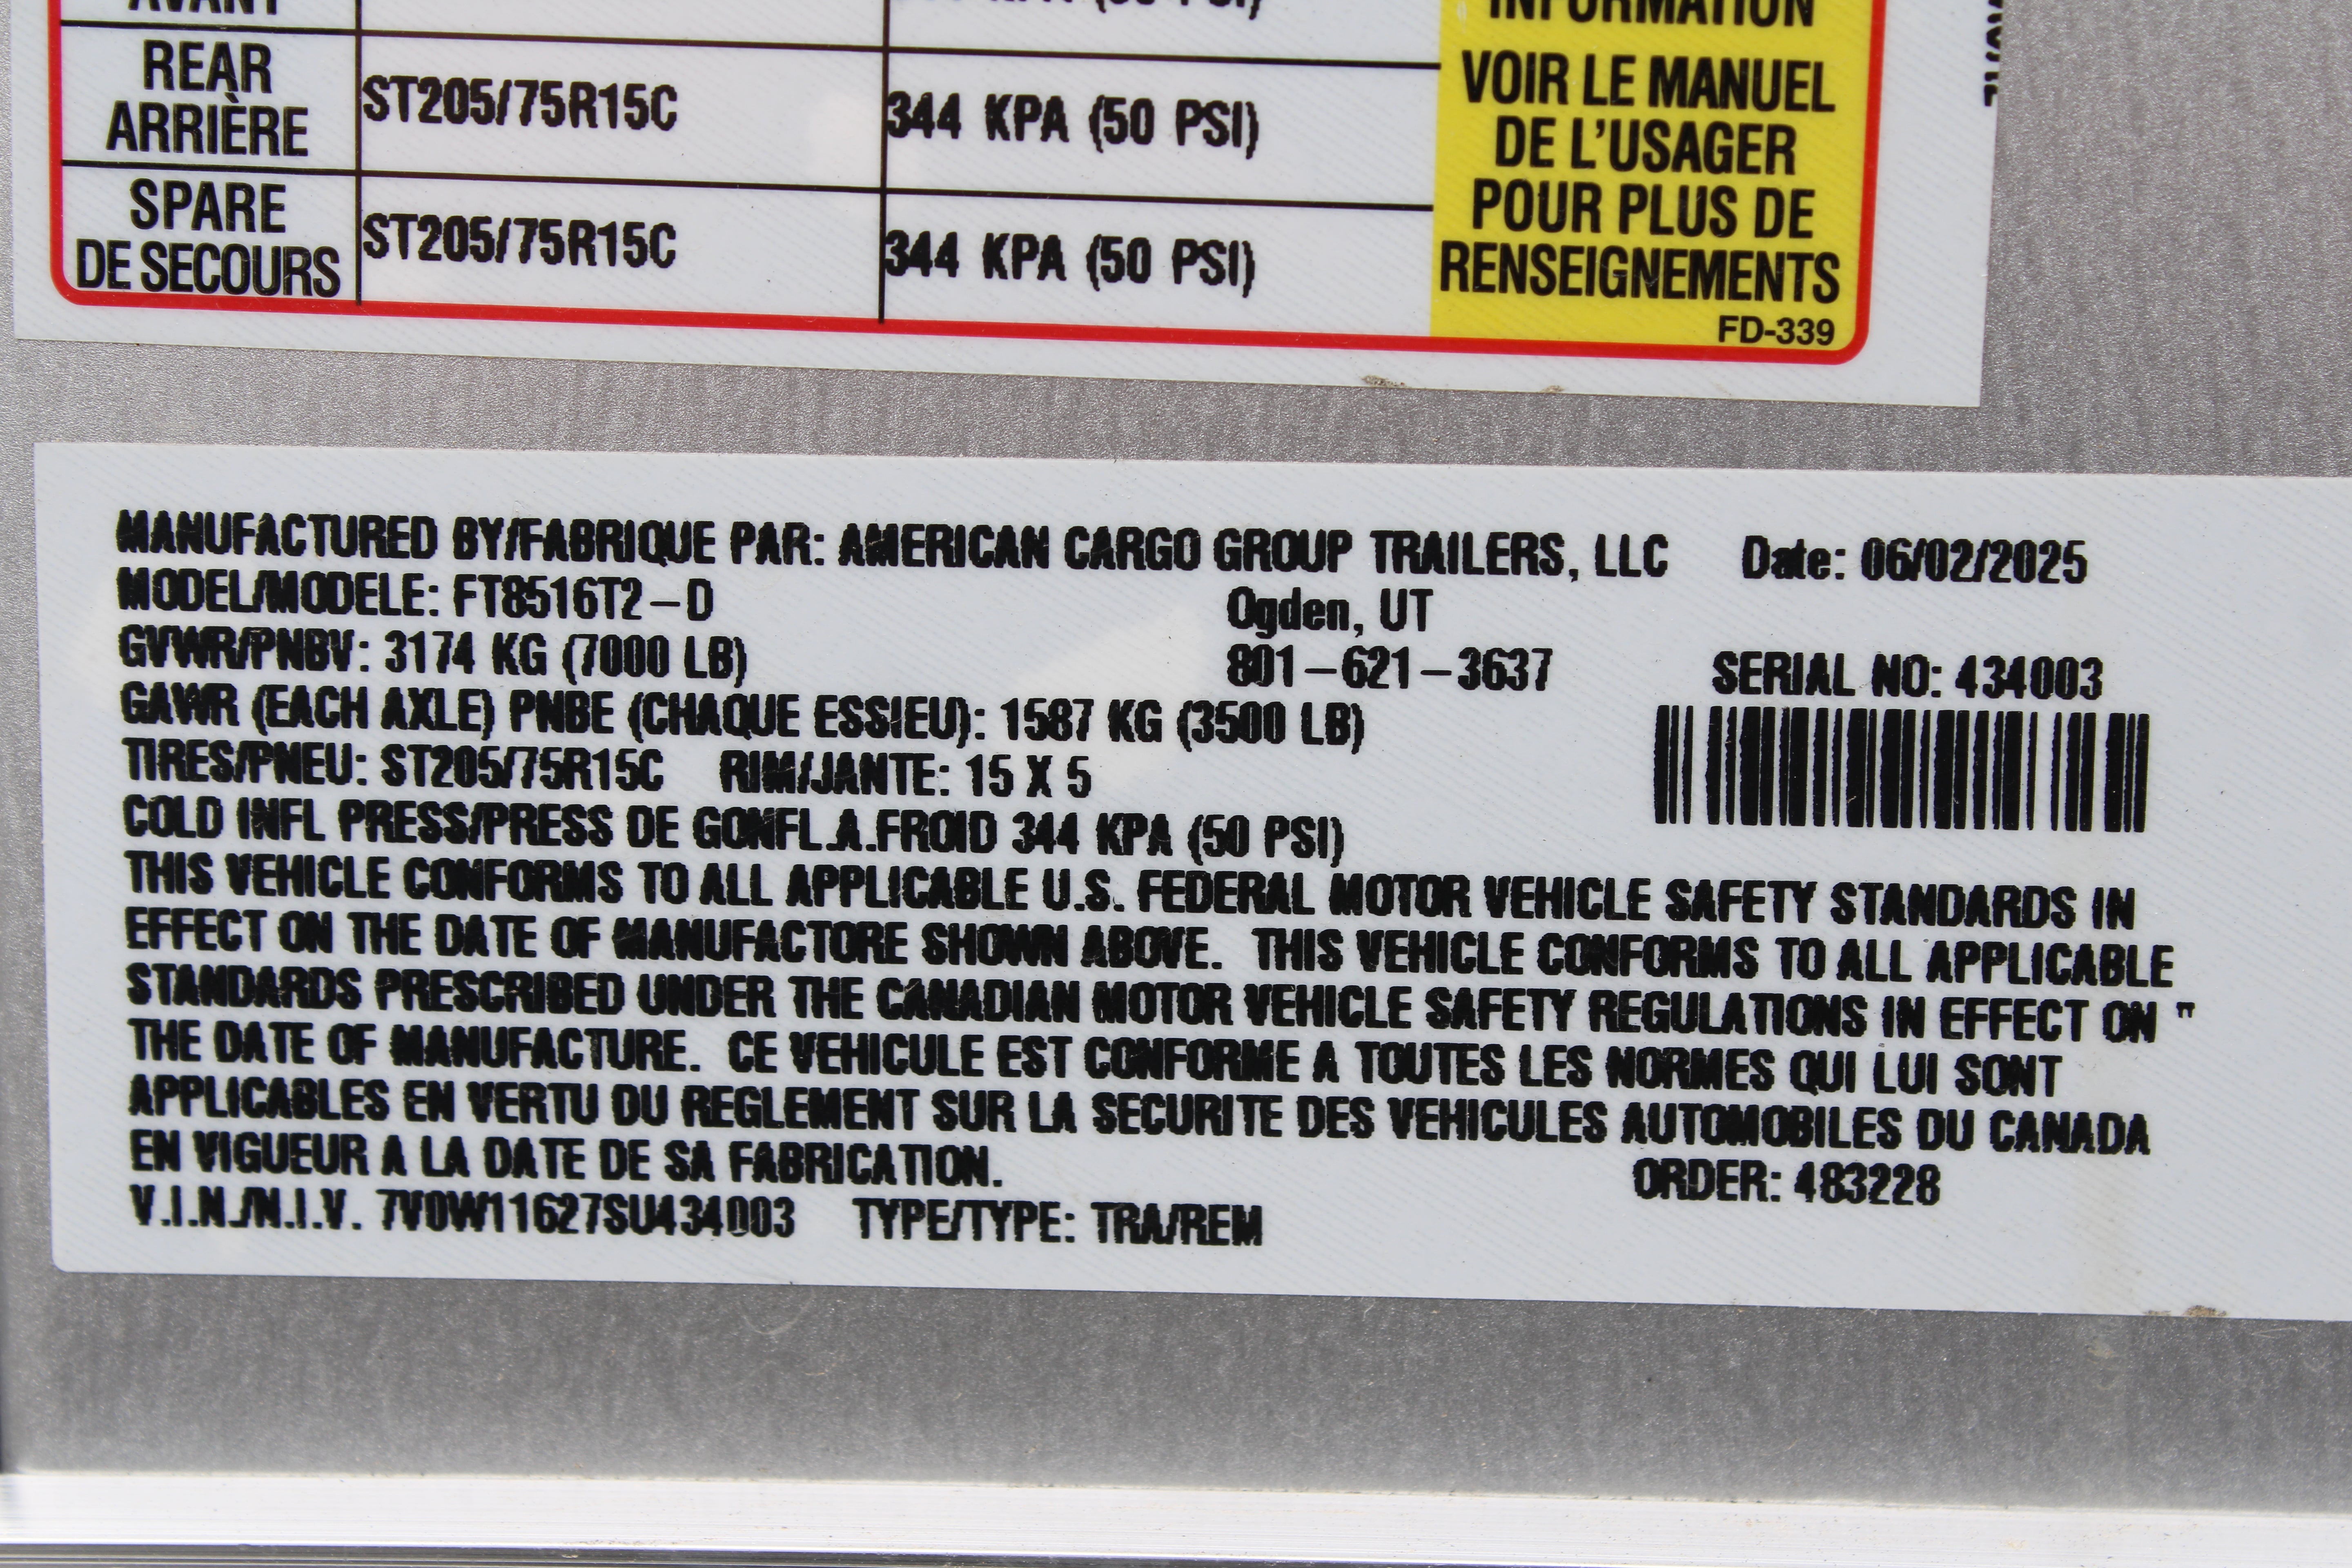 AVANT
INFORMATION
REAR
ARRIÈRE
ST205/75R15C
344 KPA (50 PSI)
SPARE
DE SECOURS
ST205/75R15C
344 KPA (50 PSI)
VOIR LE MANUEL
DE L'USAGER
POUR PLUS DE
RENSEIGNEMENTS
FD-339
MANUFACTURED BY/FABRIQUE PAR: AMERICAN CARGO GROUP TRAILERS, LLC Date: 06/02/2025
MODEL/MODELE: FT8516T2-D Ogden, UT
GVWR/PNBV: 3174 KG (7000 LB) 801-621-3637 SERIAL NO: 434003
GAWR (EACH AXLE) PNBE (CHAQUE ESSIEU): 1587 KG (3500 LB)
TIRES/PNEU: ST205/75R15C RIM/JANTE: 15 X 5
COLD INFL PRESS/PRESS DE GONFL.A.FROID 344 KPA (50 PSI)
THIS VEHICLE CONFORMS TO ALL APPLICABLE U.S. FEDERAL MOTOR VEHICLE SAFETY STANDARDS IN
EFFECT ON THE DATE OF MANUFACTORE SHOWN ABOVE. THIS VEHICLE CONFORMS TO ALL APPLICABLE
STANDARDS PRESCRIBED UNDER THE CANADIAN MOTOR VEHICLE SAFETY REGULATIONS IN EFFECT ON "
THE DATE OF MANUFACTURE. CE VEHICULE EST CONFORME A TOUTES LES NORMES QUI LUI SONT
APPLICABLES EN VERTU DU REGLEMENT SUR LA SECURITE DES VEHICULES AUTOMOBILES DU CANADA
EN VIGUEUR A LA DATE DE SA FABRICATION. ORDER: 483228
V.I.N./N.I.V. 7V0W11627SU434003 TYPE/TYPE: TRA/REM